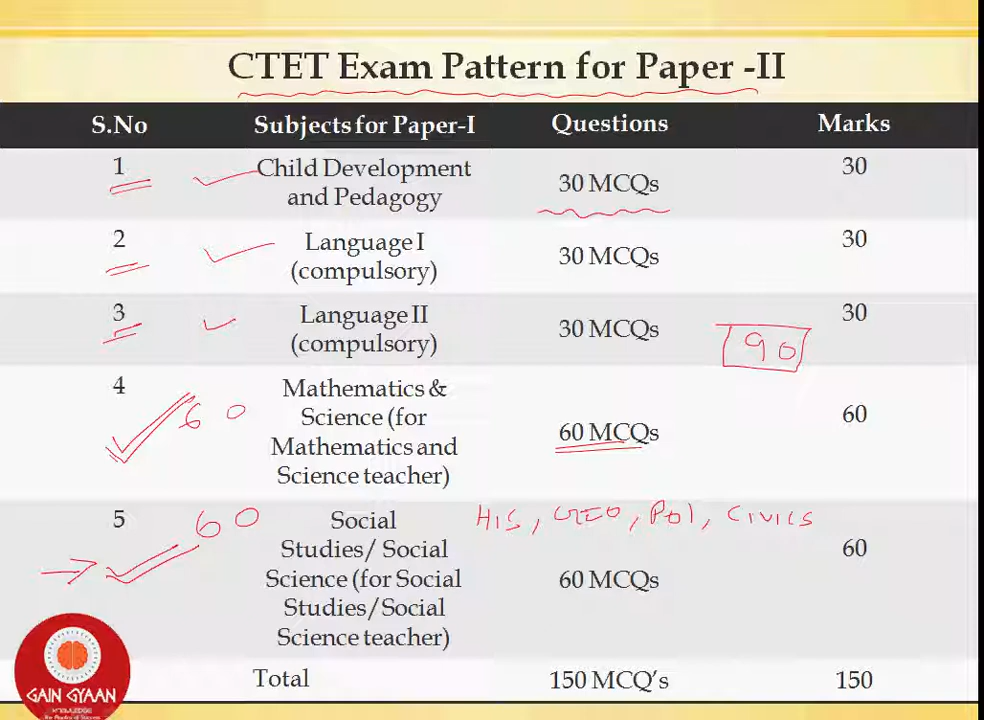 CTET Exam Pattern for Paper -II
S.No Subjects for Paper-I Questions Marks
1 Child Development and Pedagogy 30 MCQs 30
2 Language I (compulsory) 30 MCQs 30
3 Language II (compulsory) 30 MCQs 30
90
4 Mathematics & Science (for Mathematics and Science teacher) 60 MCQs 60
60
5 Social Studies/ Social Science (for Social Studies/Social Science teacher) 60 MCQs 60
60
HIS, GEO, POl, CIVICS
Total 150 MCQ's 150
GAIN GYAAN